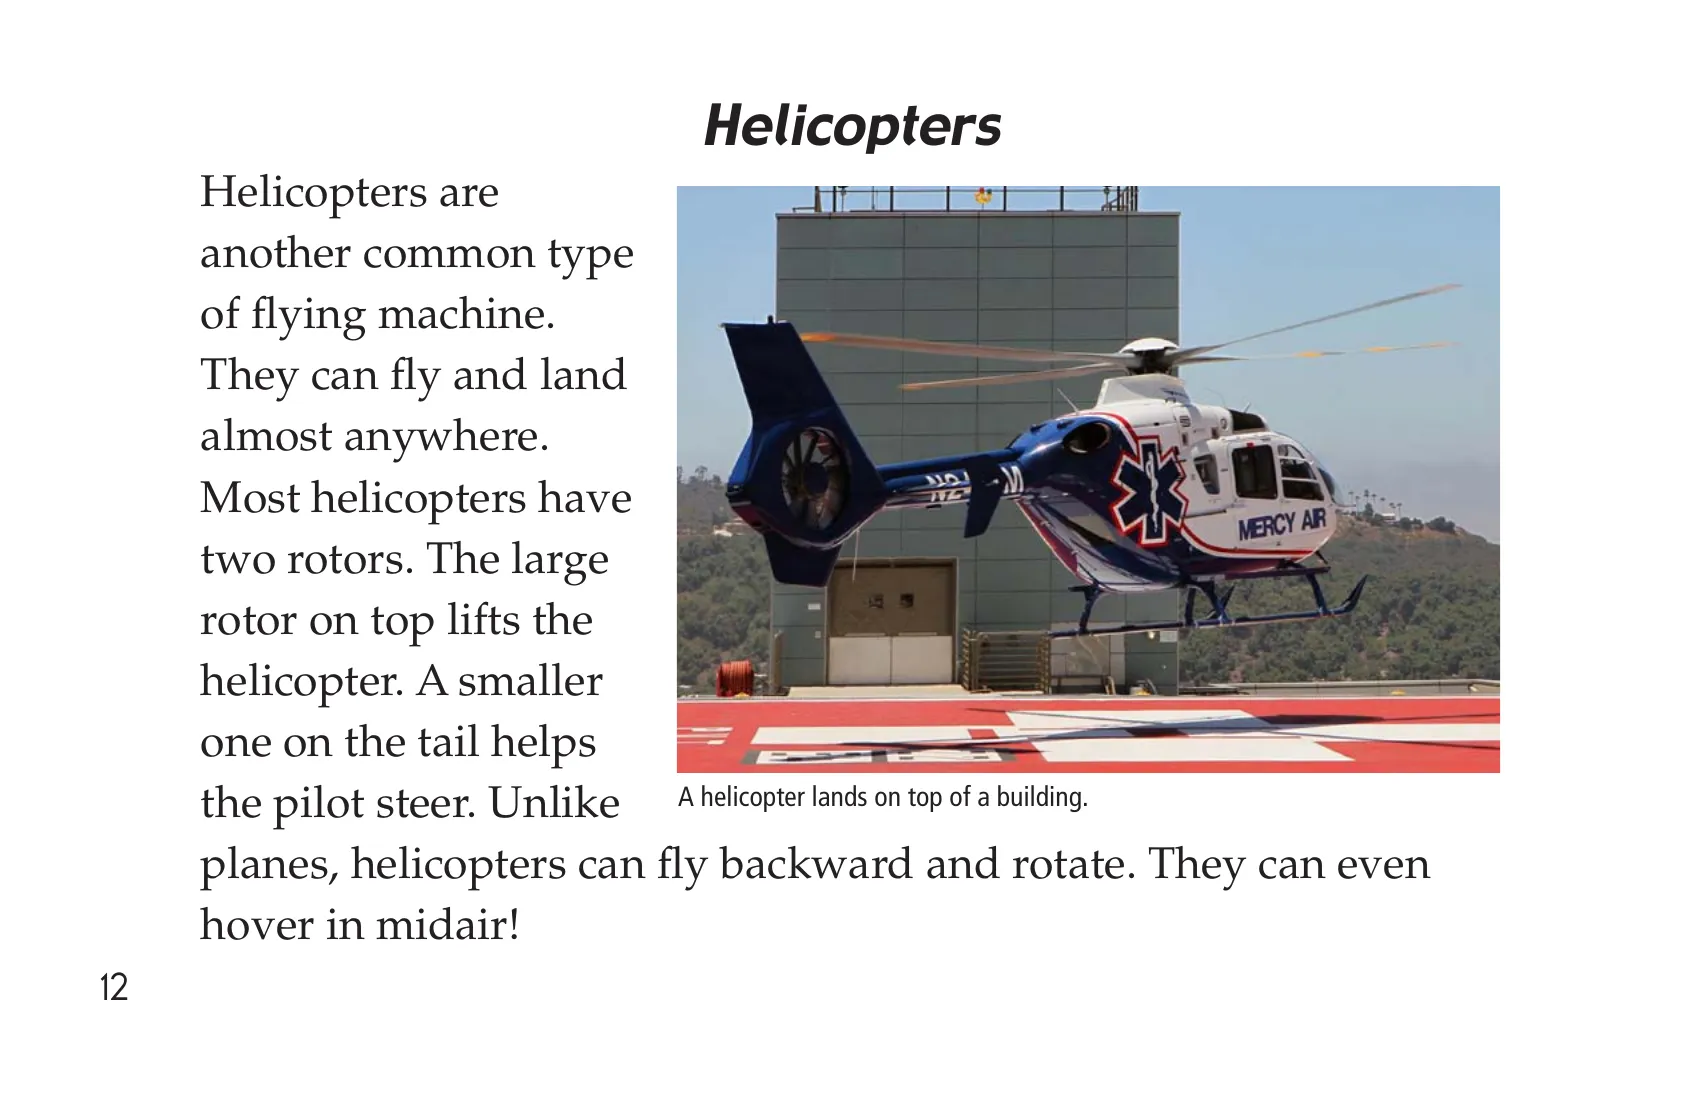 Helicopters
Helicopters are
another common type
of flying machine.
They can fly and land
almost anywhere.
Most helicopters have
two rotors. The large
rotor on top lifts the
helicopter. A smaller
one on the tail helps
the pilot steer. Unlike
planes, helicopters can fly backward and rotate. They can even
hover in midair!
MERCY AIR
A helicopter lands on top of a building.
12